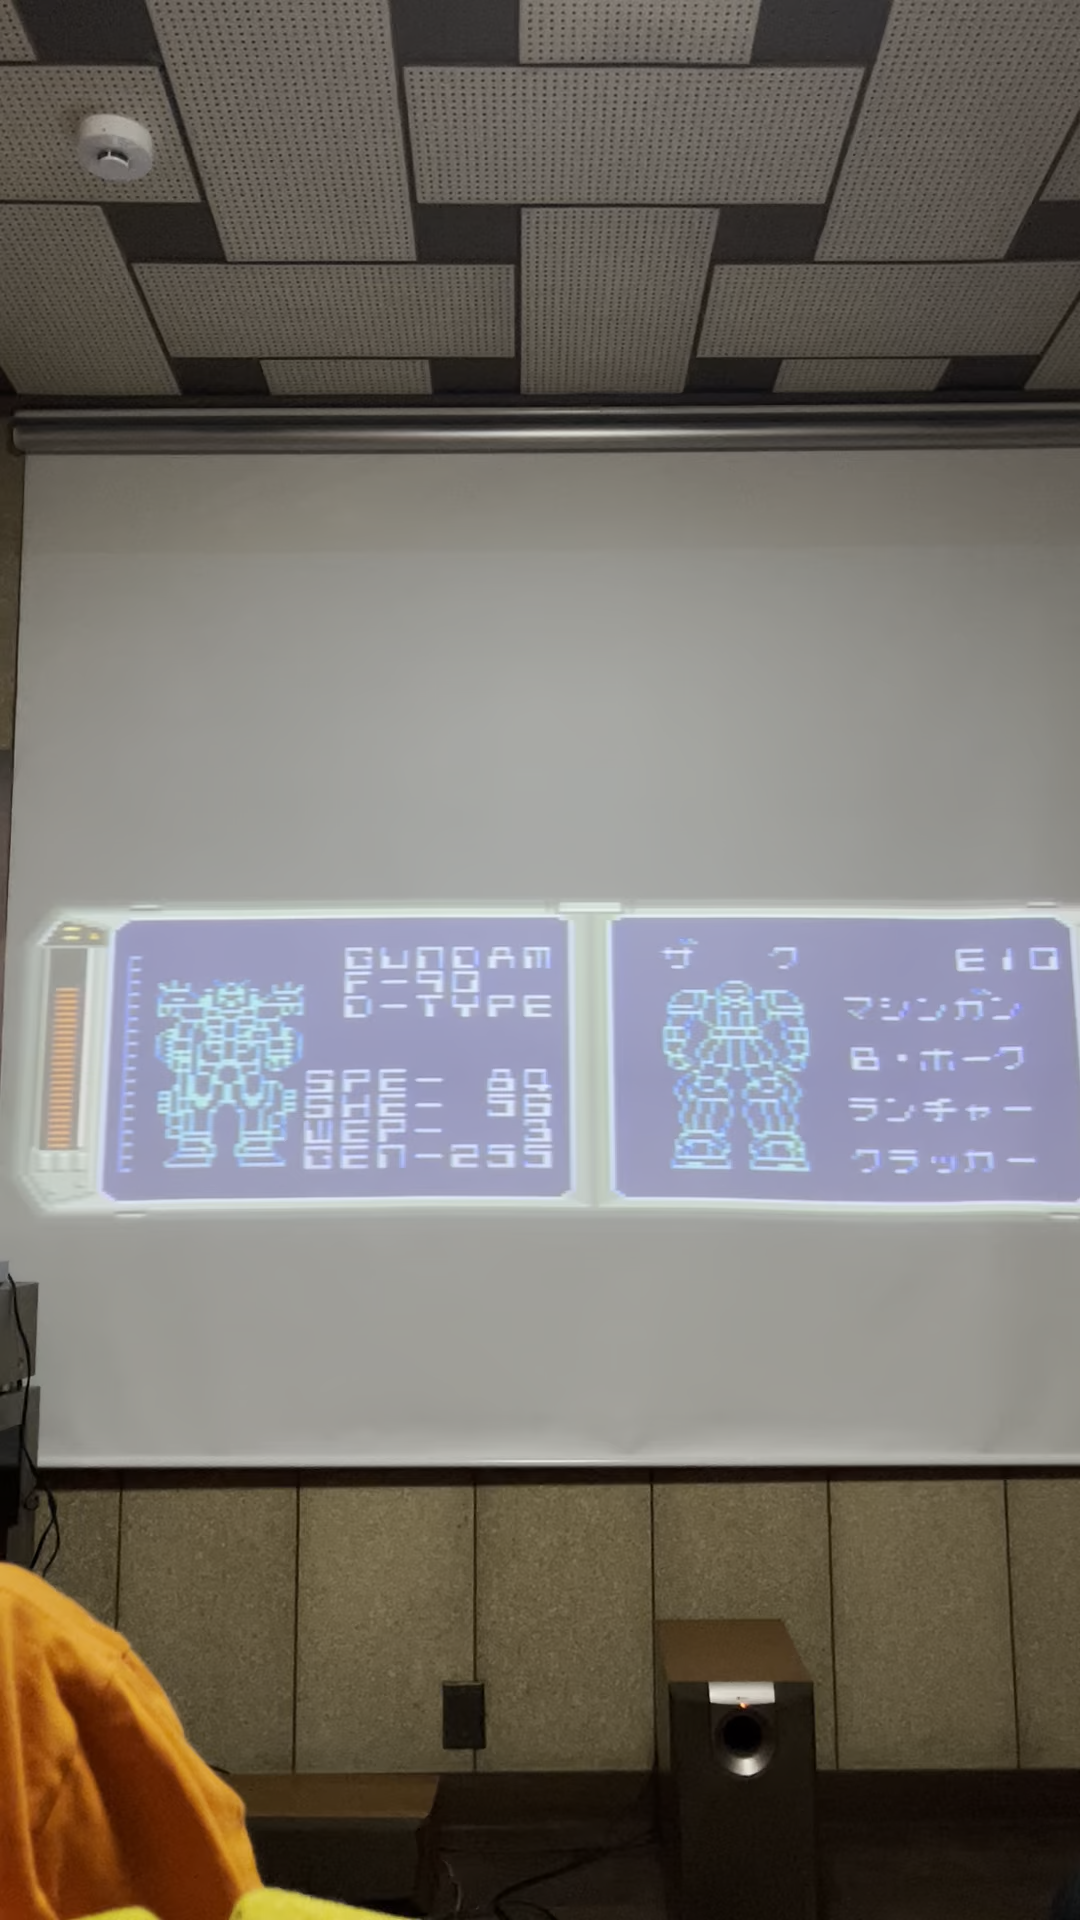 GUNDAM
F-90
D-TYPE
SPE- 80
SHE- 56
WEP- 3
GEN-255
ザク E10
マシンガン
B・ホーク
ランチャー
クラッカー